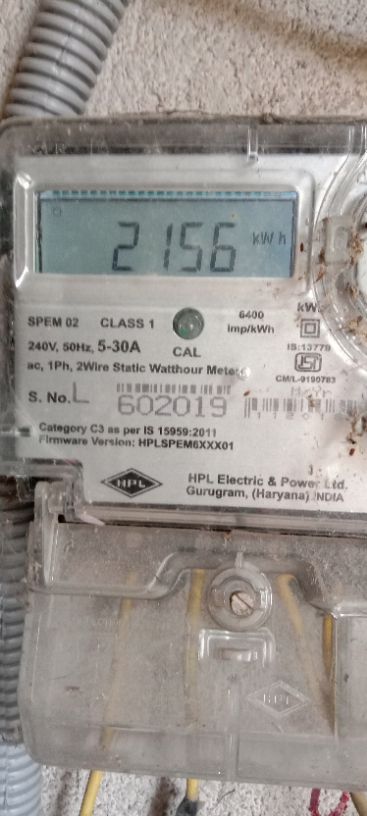 2156 kWh
SPEM 02 CLASS 1 6400 imp/kWh
240V, 50Hz, 5-30A CAL IS:13779
ac, 1Ph, 2Wire Static Watthour Meter
CM/L-9190783
S. No. L 602019
Category C3 as per IS 15959:2011
Firmware Version: HPLSPEM6XXX01
HPL
HPL Electric & Power Ltd.
Gurugram, (Haryana) INDIA
HPL